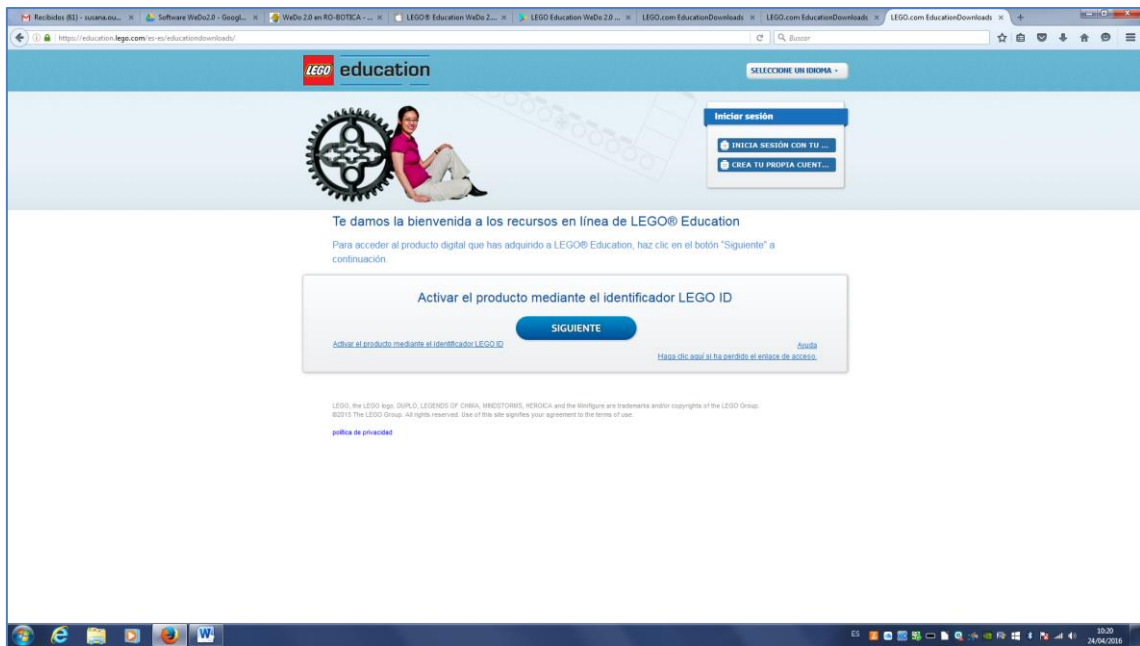 Recibidos (81) - susana.ou...
Software WeDo2.0 - Googl...
WeDo 2.0 en RO-BOTICA - ...
LEGO® Education WeDo 2....
LEGO Education WeDo 2.0 ...
LEGO.com EducationDownloads
LEGO.com EducationDownloads
LEGO.com EducationDownloads
https://education.lego.com/es-es/educationdownloads/
Buscar
LEGO education
SELECCIONE UN IDIOMA
Iniciar sesión
INICIA SESIÓN CON TU ...
CREA TU PROPIA CUENT...
Te damos la bienvenida a los recursos en línea de LEGO® Education
Para acceder al producto digital que has adquirido a LEGO® Education, haz clic en el botón "Siguiente" a
continuación.
Activar el producto mediante el identificador LEGO ID
SIGUIENTE
Activar el producto mediante el identificador LEGO ID
Ayuda
Haga clic aquí si ha perdido el enlace de acceso.
LEGO, the LEGO logo, DUPLO, LEGENDS OF CHIMA, MINDSTORMS, HEROICA and the Minifigure are trademarks and/or copyrights of the LEGO Group.
©2015 The LEGO Group. All rights reserved. Use of this site signifies your agreement to the terms of use.
política de privacidad
ES
10:20
24/04/2016